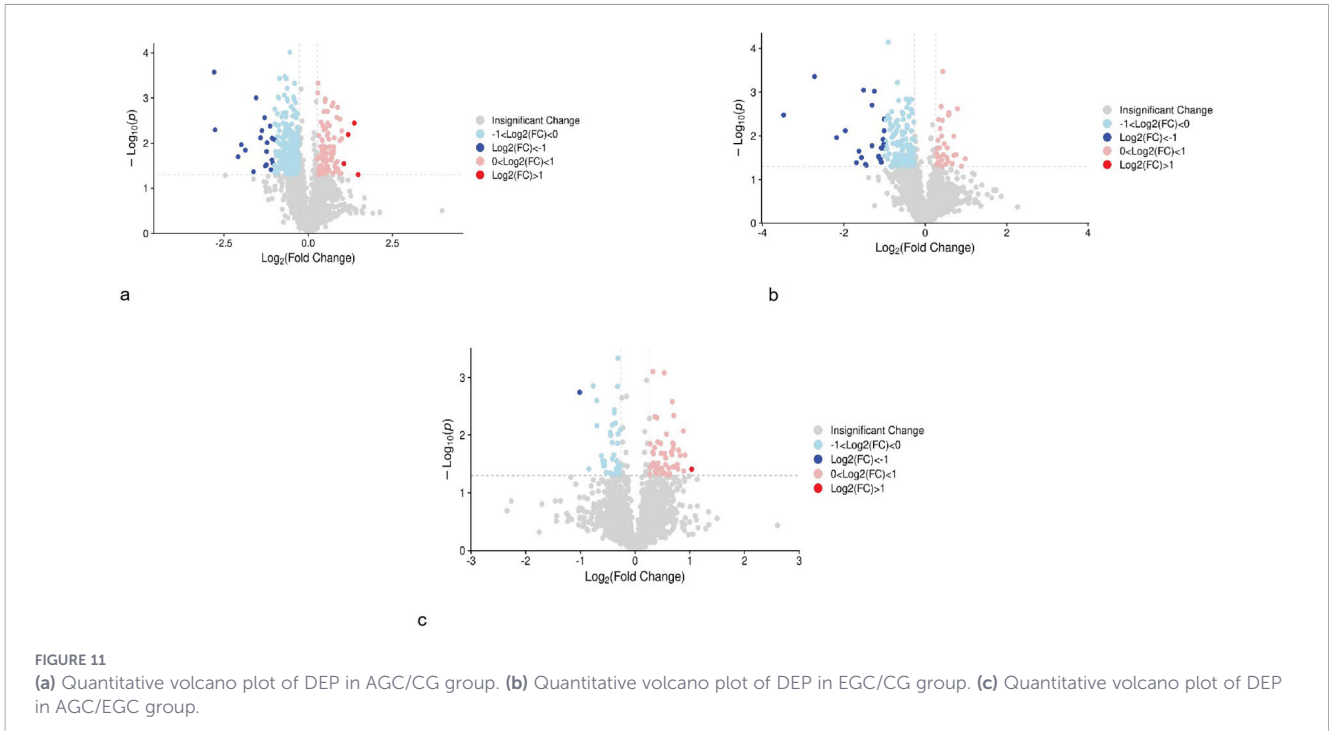 4
3
2
1
0
− Log10(p)
-2.5
0.0
2.5
Log2(Fold Change)
Insignificant Change
-1<Log2(FC)<0
Log2(FC)<-1
0<Log2(FC)<1
Log2(FC)>1
a
4
3
2
1
0
− Log10(p)
-4
-2
0
2
4
Log2(Fold Change)
Insignificant Change
-1<Log2(FC)<0
Log2(FC)<-1
0<Log2(FC)<1
Log2(FC)>1
b
3
2
1
0
− Log10(p)
-3
-2
-1
0
1
2
3
Log2(Fold Change)
Insignificant Change
-1<Log2(FC)<0
Log2(FC)<-1
0<Log2(FC)<1
Log2(FC)>1
c
FIGURE 11
(a) Quantitative volcano plot of DEP in AGC/CG group. (b) Quantitative volcano plot of DEP in EGC/CG group. (c) Quantitative volcano plot of DEP
in AGC/EGC group.